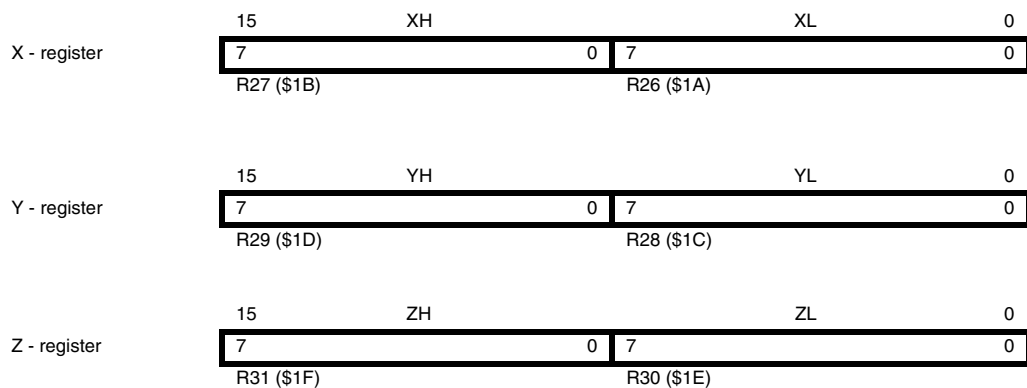 15 XH XL 0
X - register 7 0 7 0
R27 ($1B) R26 ($1A)
15 YH YL 0
Y - register 7 0 7 0
R29 ($1D) R28 ($1C)
15 ZH ZL 0
Z - register 7 0 7 0
R31 ($1F) R30 ($1E)